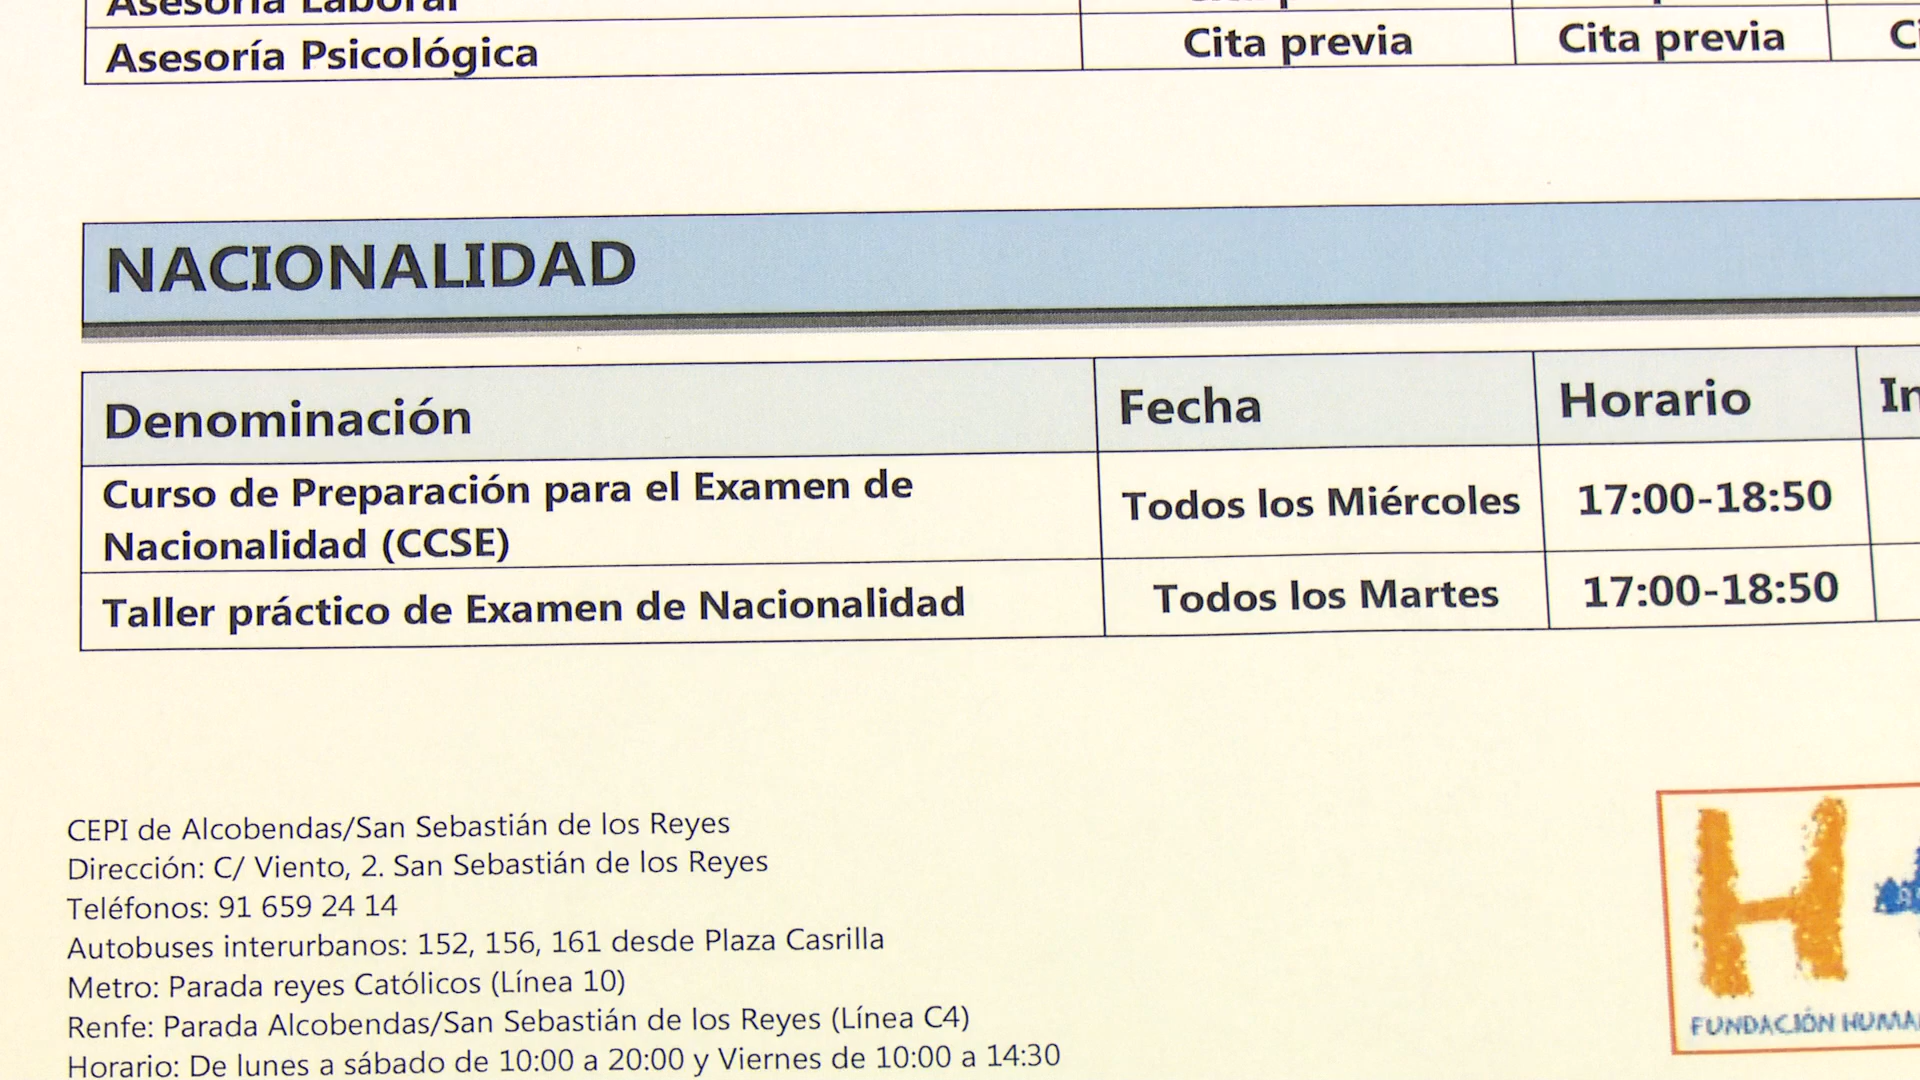 Asesoría Laboral
Asesoría Psicológica Cita previa Cita previa
NACIONALIDAD
Denominación Fecha Horario
Curso de Preparación para el Examen de
Nacionalidad (CCSE) Todos los Miércoles 17:00-18:50
Taller práctico de Examen de Nacionalidad Todos los Martes 17:00-18:50
CEPI de Alcobendas/San Sebastián de los Reyes
Dirección: C/ Viento, 2. San Sebastián de los Reyes
Teléfonos: 91 659 24 14
Autobuses interurbanos: 152, 156, 161 desde Plaza Casrilla
Metro: Parada reyes Católicos (Línea 10)
Renfe: Parada Alcobendas/San Sebastián de los Reyes (Línea C4)
Horario: De lunes a sábado de 10:00 a 20:00 y Viernes de 10:00 a 14:30
H
FUNDACIÓN